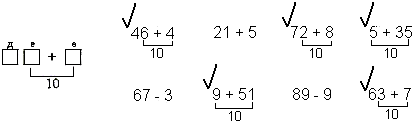 д е е
□ □ + □
10
√46 + 4 21 + 5 √72 + 8 √5 + 35
10 10 10
67 - 3 √9 + 51 89 - 9 √63 + 7
10 10